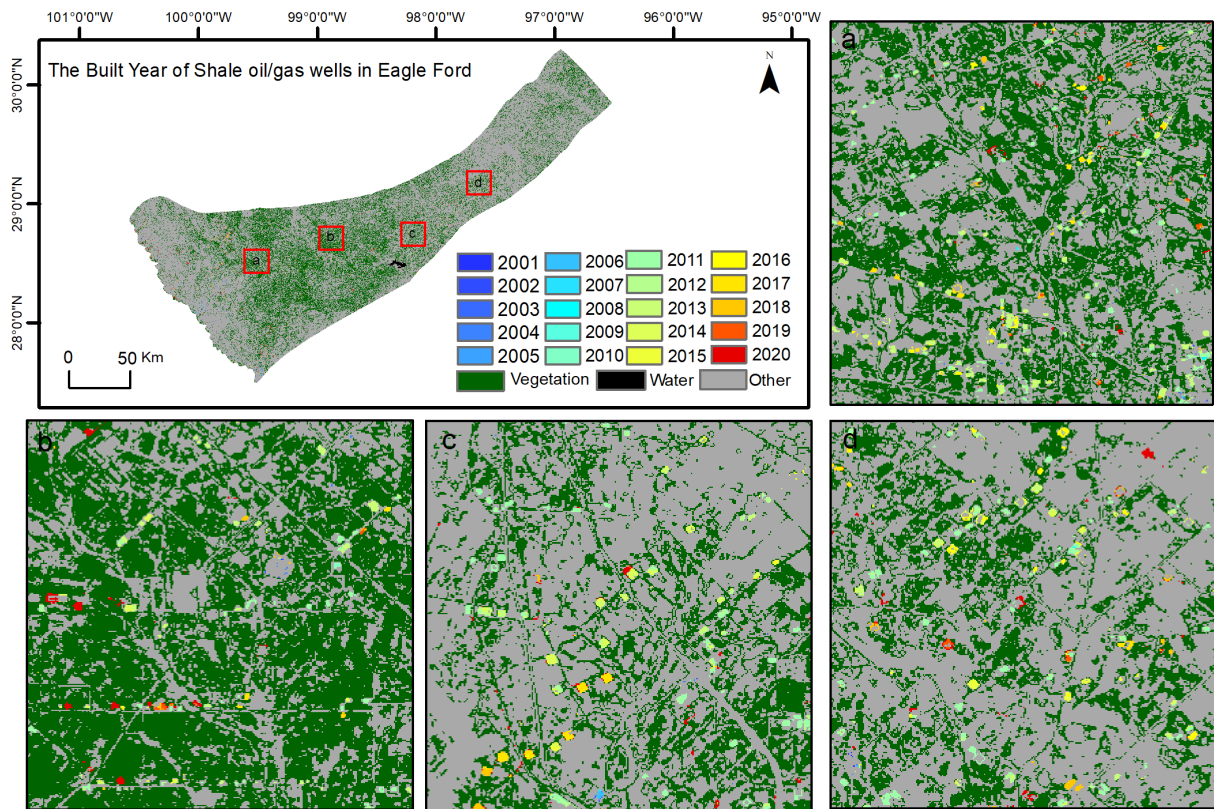 101°0'0"W 100°0'0"W 99°0'0"W 98°0'0"W 97°0'0"W 96°0'0"W 95°0'0"W
The Built Year of Shale oil/gas wells in Eagle Ford
N
30°0'0"N
29°0'0"N
28°0'0"N
a
b
c
d
0 50 Km
2001 2006 2011 2016
2002 2007 2012 2017
2003 2008 2013 2018
2004 2009 2014 2019
2005 2010 2015 2020
Vegetation Water Other
a
b
c
d